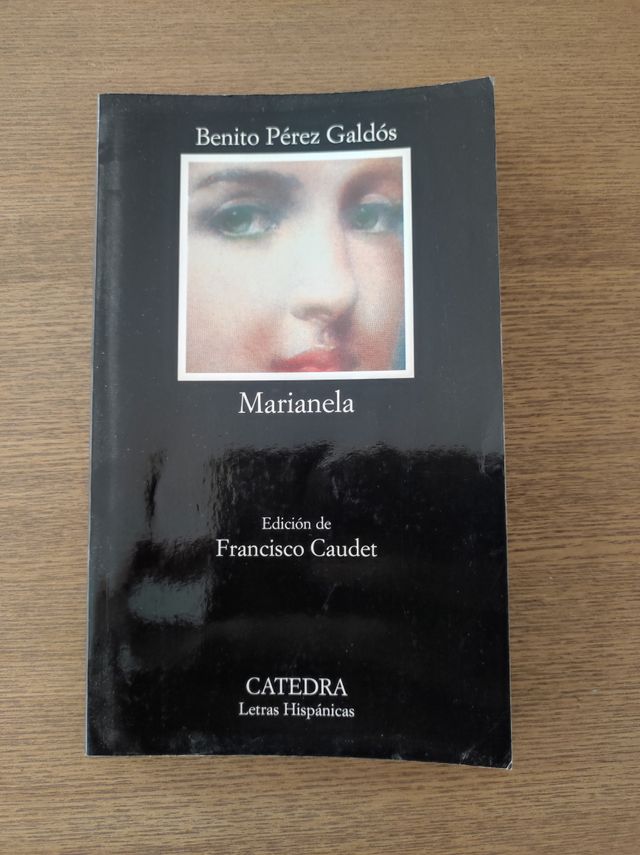 Benito Pérez Galdós
Marianela
Edición de
Francisco Caudet
CATEDRA
Letras Hispánicas